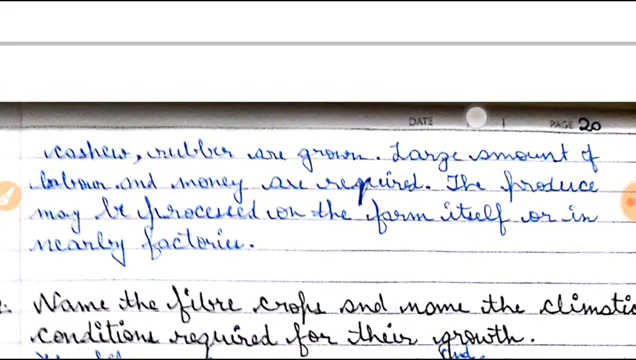 DATE
PAGE 20
cashew, rubber are grown. Large amount of
labour and money are required. The produce
may be processed on the farm itself or in
nearby factories.
Name the fibre crops and name the climatic
conditions required for their growth.